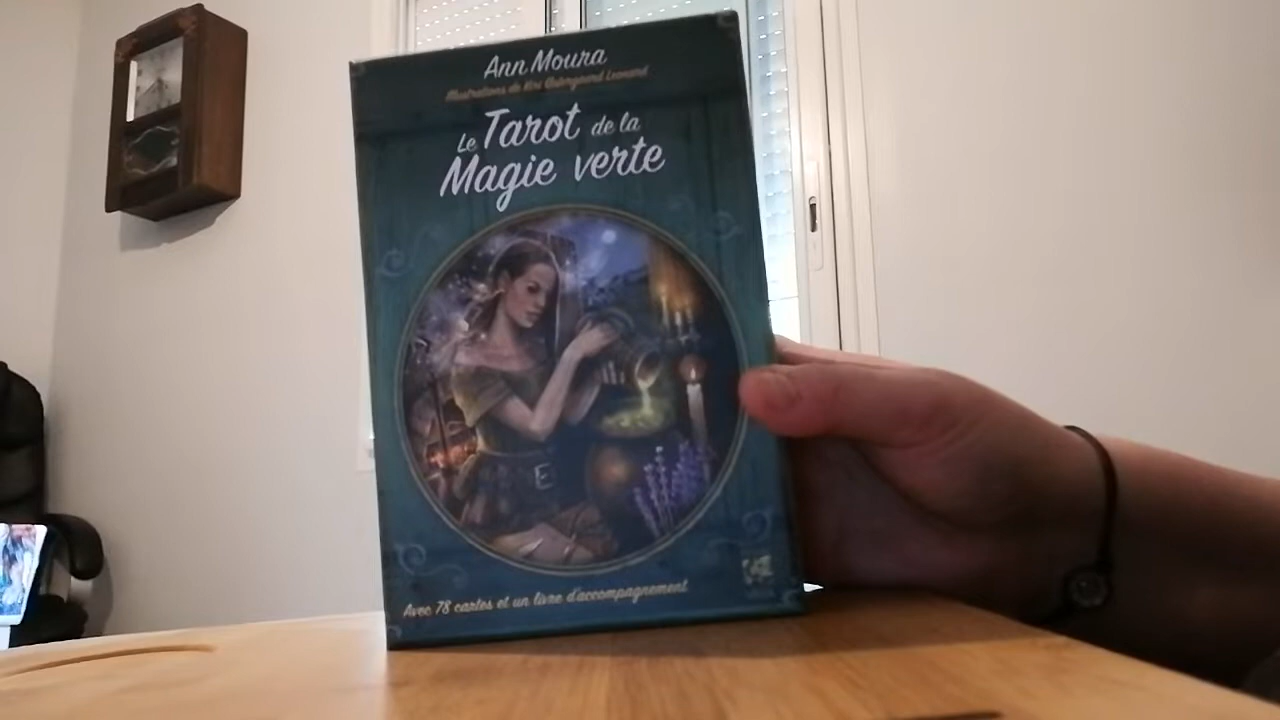 Ann Moura
Illustrations de Kiri Østergaard Leonard
Le Tarot de la
Magie verte
Avec 78 cartes et un livre d'accompagnement